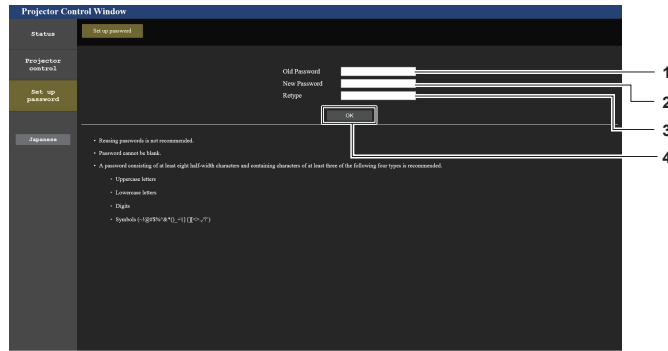 Projector Control Window
Status
Set up password
Projector
control
Set up
password
Japanese
Old Password
New Password
Retype
OK
1
2
3
4
• Reusing passwords is not recommended.
• Password cannot be blank.
• A password consisting of at least eight half-width characters and containing characters of at least three of the following four types is recommended.
• Uppercase letters
• Lowercase letters
• Digits
• Symbols